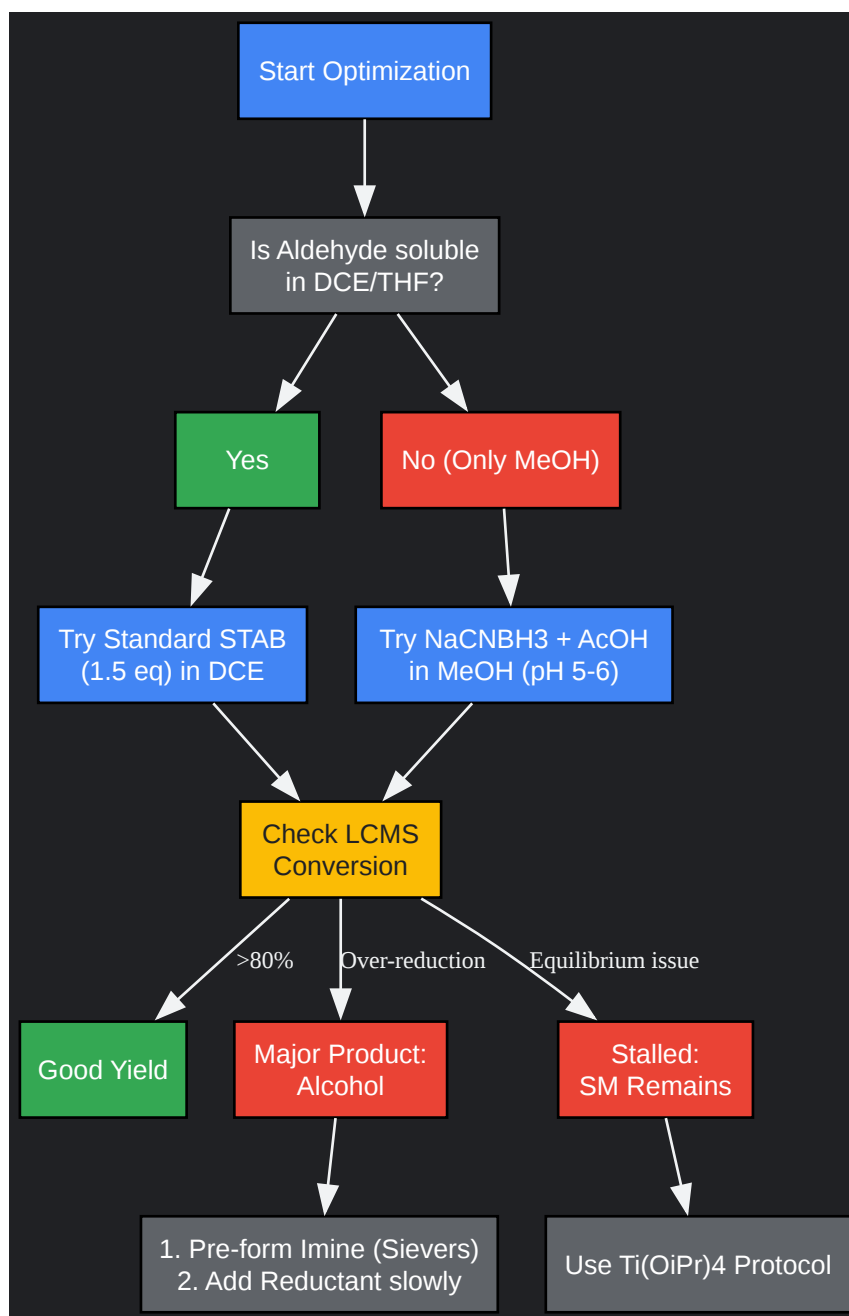 Start Optimization
Is Aldehyde soluble
in DCE/THF?
Yes
No (Only MeOH)
Try Standard STAB
(1.5 eq) in DCE
Try NaCNBH3 + AcOH
in MeOH (pH 5-6)
Check LCMS
Conversion
>80%
Over-reduction
Equilibrium issue
Good Yield
Major Product:
Alcohol
Stalled:
SM Remains
1. Pre-form Imine (Sievers)
2. Add Reductant slowly
Use Ti(OiPr)4 Protocol